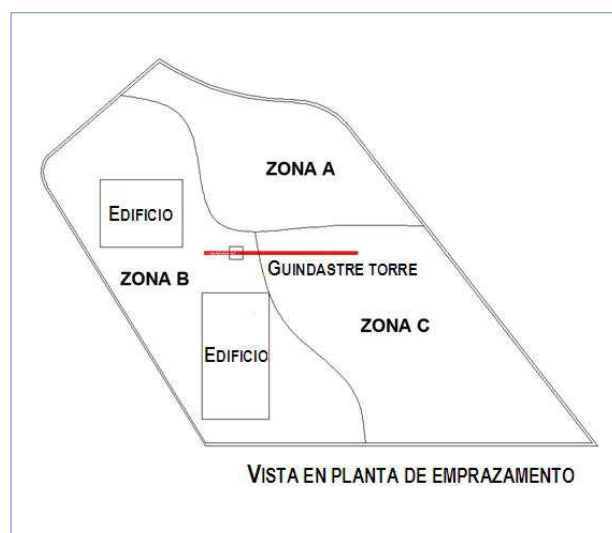 ZONA A
EDIFICIO
GUINDASTRE TORRE
ZONA B
ZONA C
EDIFICIO
VISTA EN PLANTA DE EMPRAZAMENTO